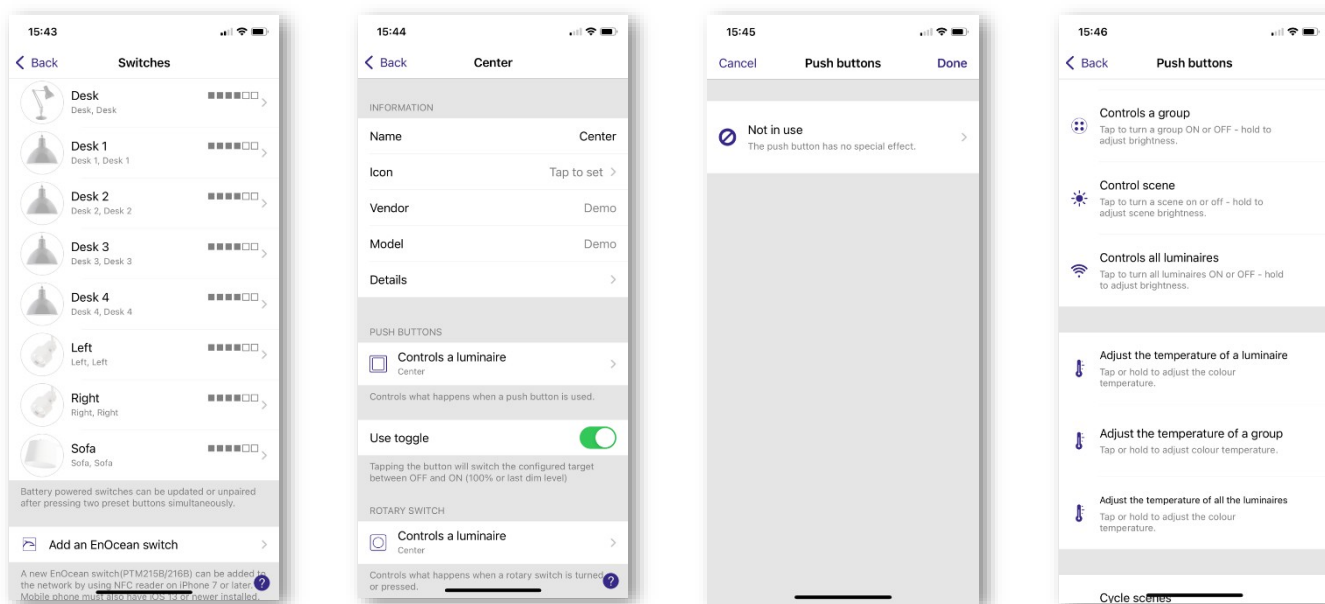 15:43
Back
Switches
Desk
Desk, Desk
Desk 1
Desk 1, Desk 1
Desk 2
Desk 2, Desk 2
Desk 3
Desk 3, Desk 3
Desk 4
Desk 4, Desk 4
Left
Left, Left
Right
Right, Right
Sofa
Sofa, Sofa
Battery powered switches can be updated or unpaired
after pressing two preset buttons simultaneously.
Add an EnOcean switch
A new EnOcean switch(PTM215B/216B) can be added to
the network by using NFC reader on iPhone 7 or later.
Mobile phone must also have iOS 13 or newer installed.
?
15:44
Back
Center
INFORMATION
Name Center
Icon Tap to set
Vendor Demo
Model Demo
Details
PUSH BUTTONS
Controls a luminaire
Center
Controls what happens when a push button is used.
Use toggle
Tapping the button will switch the configured target
between OFF and ON (100% or last dim level)
ROTARY SWITCH
Controls a luminaire
Center
Controls what happens when a rotary switch is turned
or pressed.
?
15:45
Cancel
Push buttons
Done
Not in use
The push button has no special effect.
15:46
Back
Push buttons
Controls a group
Tap to turn a group ON or OFF - hold to
adjust brightness.
Control scene
Tap to turn a scene on or off - hold to
adjust scene brightness.
Controls all luminaires
Tap to turn all luminaires ON or OFF - hold
to adjust brightness.
Adjust the temperature of a luminaire
Tap or hold to adjust the colour
temperature.
Adjust the temperature of a group
Tap or hold to adjust colour temperature.
Adjust the temperature of all the luminaires
Tap or hold to adjust the colour
temperature.
Cycle scenes